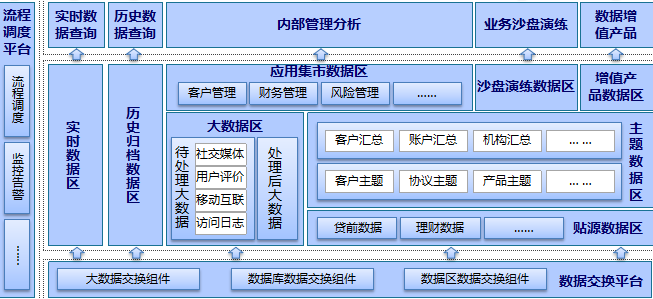 流程
调度
平台
流程调度
监控告警
……
实时数
据查询
历史数
据查询
内部管理分析
业务沙盘演练
数据增
值产品
实时数据区
历史归档数据区
应用集市数据区
客户管理
财务管理
风险管理
……
沙盘演练数据区
增值产
品数据区
大数据区
待处理大数据
社交媒体
用户评价
移动互联
访问日志
处理后大数据
客户汇总
账户汇总
机构汇总
… …
客户主题
协议主题
产品主题
… …
主题数据区
贷前数据
理财数据
……
贴源数据区
大数据交换组件
数据库数据交换组件
数据区数据交换组件
数据交换平台